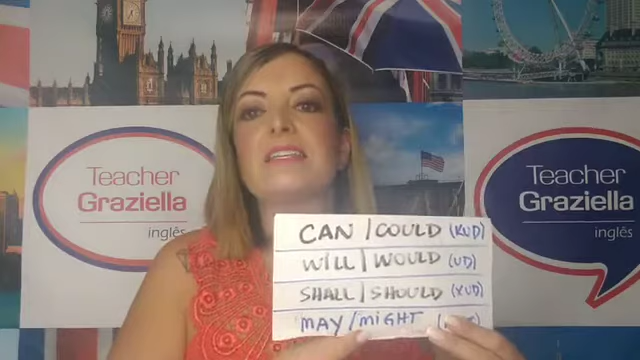 Teacher
Graziella
inglês
Teacher
Graziella
inglês
CAN / COULD (KUD)
WILL / WOULD (UD)
SHALL / SHOULD (XUD)
MAY / MIGHT